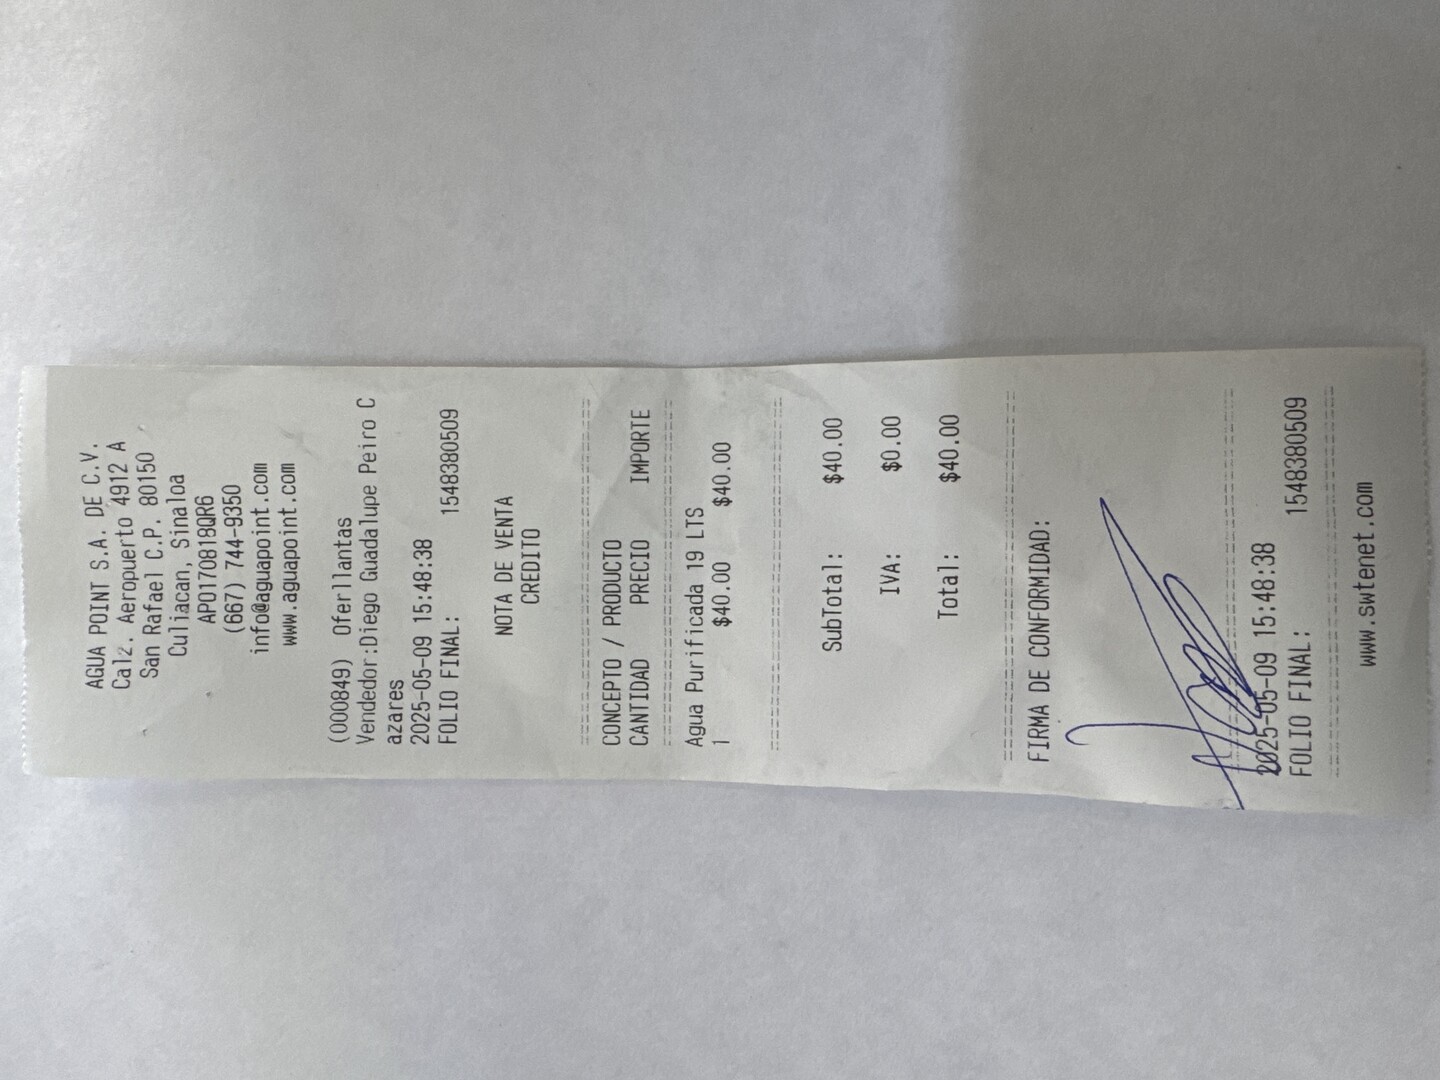 AGUA POINT S.A. DE C.V.
Calz. Aeropuerto 4912 A
San Rafael C.P. 80150
Culiacan, Sinaloa
APO170818QR6
(667) 744-9350
info@aguapoint.com
www.aguapoint.com
(000849) Oferllantas
Vendedor:Diego Guadalupe Peiro C
azares
2025-05-09 15:48:38
FOLIO FINAL: 1548380509
NOTA DE VENTA
CREDITO
CONCEPTO / PRODUCTO
CANTIDAD PRECIO IMPORTE
Agua Purificada 19 LTS
1 $40.00 $40.00
SubTotal: $40.00
IVA: $0.00
Total: $40.00
FIRMA DE CONFORMIDAD:
2025-05-09 15:48:38
FOLIO FINAL: 1548380509
www.swtenet.com